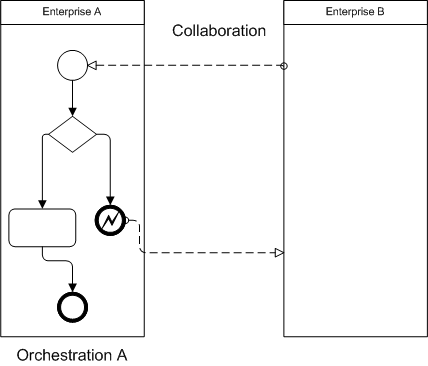 Enterprise A
Enterprise B
Collaboration
Orchestration A